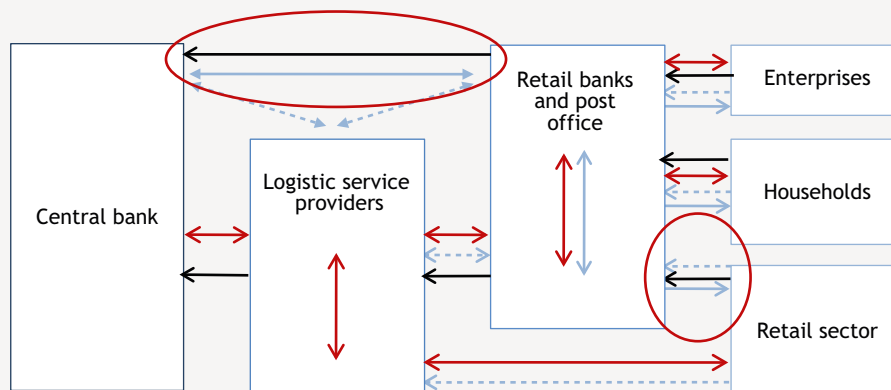 Central bank
Logistic service
providers
Retail banks
and post
office
Enterprises
Households
Retail sector